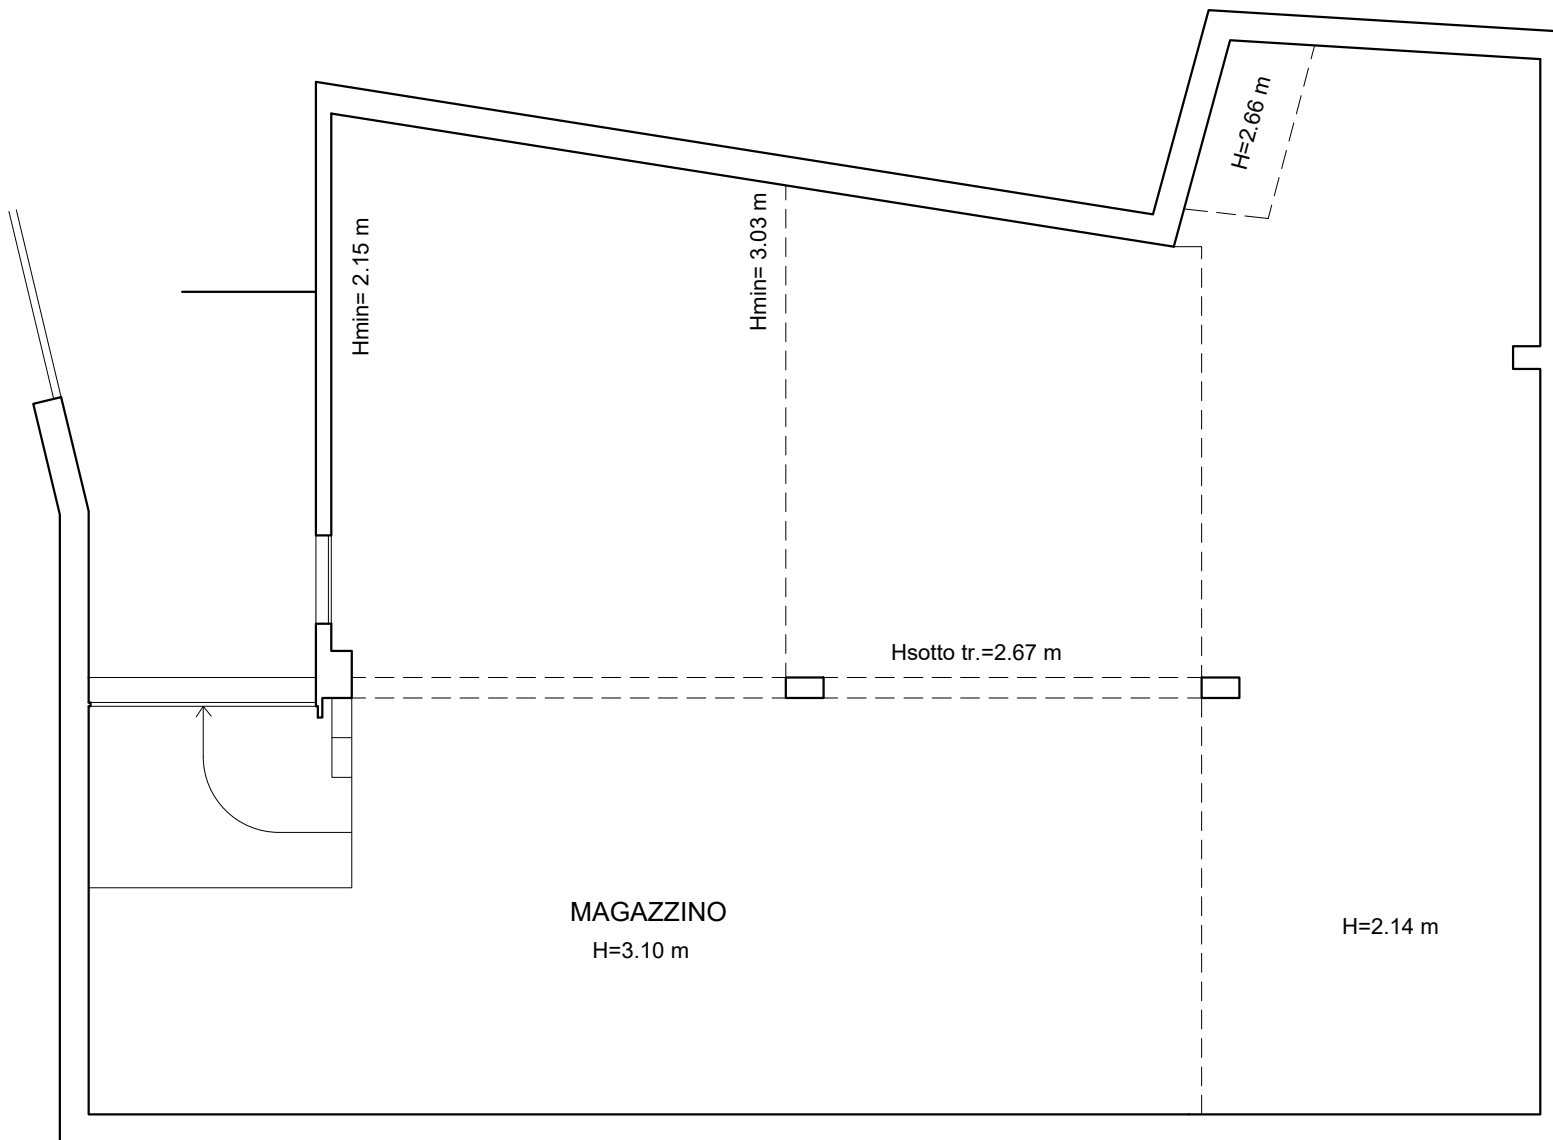 H=2.66 m
Hmin= 2.15 m
Hmin= 3.03 m
Hsotto tr.=2.67 m
MAGAZZINO
H=3.10 m
H=2.14 m